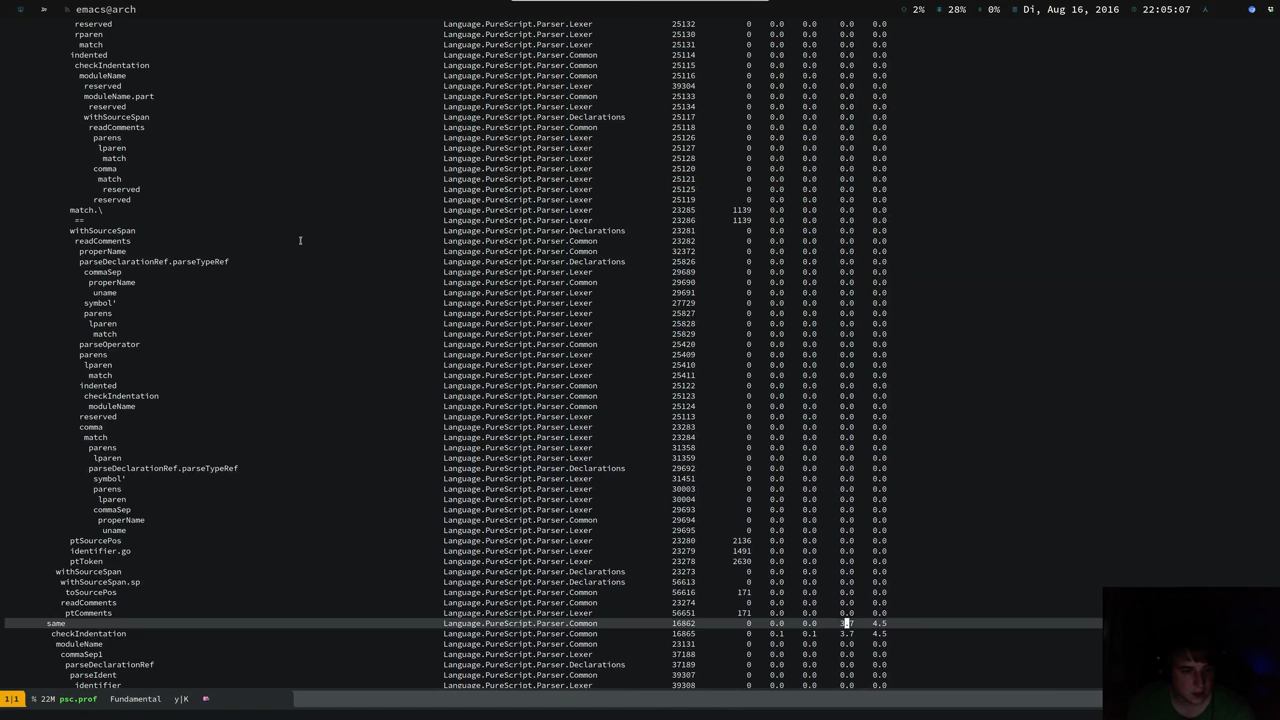 emacs@arch 2% 28% 0% Di, Aug 16, 2016 22:05:07
reserved Language.PureScript.Parser.Lexer 25132 0 0.0 0.0 0.0 0.0
rparen Language.PureScript.Parser.Lexer 25130 0 0.0 0.0 0.0 0.0
match Language.PureScript.Parser.Lexer 25131 0 0.0 0.0 0.0 0.0
indented Language.PureScript.Parser.Common 25114 0 0.0 0.0 0.0 0.0
checkIndentation Language.PureScript.Parser.Common 25115 0 0.0 0.0 0.0 0.0
moduleName Language.PureScript.Parser.Common 25116 0 0.0 0.0 0.0 0.0
reserved Language.PureScript.Parser.Lexer 39304 0 0.0 0.0 0.0 0.0
moduleName.part Language.PureScript.Parser.Common 25133 0 0.0 0.0 0.0 0.0
reserved Language.PureScript.Parser.Lexer 25134 0 0.0 0.0 0.0 0.0
withSourceSpan Language.PureScript.Parser.Declarations 25117 0 0.0 0.0 0.0 0.0
readComments Language.PureScript.Parser.Common 25118 0 0.0 0.0 0.0 0.0
parens Language.PureScript.Parser.Lexer 25126 0 0.0 0.0 0.0 0.0
lparen Language.PureScript.Parser.Lexer 25127 0 0.0 0.0 0.0 0.0
match Language.PureScript.Parser.Lexer 25128 0 0.0 0.0 0.0 0.0
comma Language.PureScript.Parser.Lexer 25120 0 0.0 0.0 0.0 0.0
match Language.PureScript.Parser.Lexer 25121 0 0.0 0.0 0.0 0.0
reserved Language.PureScript.Parser.Lexer 25125 0 0.0 0.0 0.0 0.0
reserved Language.PureScript.Parser.Lexer 25119 0 0.0 0.0 0.0 0.0
match.\ Language.PureScript.Parser.Lexer 23285 1139 0.0 0.0 0.0 0.0
== Language.PureScript.Parser.Lexer 23286 1139 0.0 0.0 0.0 0.0
withSourceSpan Language.PureScript.Parser.Declarations 23281 0 0.0 0.0 0.0 0.0
readComments Language.PureScript.Parser.Common 23282 0 0.0 0.0 0.0 0.0
properName Language.PureScript.Parser.Common 32372 0 0.0 0.0 0.0 0.0
parseDeclarationRef.parseTypeRef Language.PureScript.Parser.Declarations 25826 0 0.0 0.0 0.0 0.0
commaSep Language.PureScript.Parser.Lexer 29689 0 0.0 0.0 0.0 0.0
properName Language.PureScript.Parser.Common 29690 0 0.0 0.0 0.0 0.0
uname Language.PureScript.Parser.Lexer 29691 0 0.0 0.0 0.0 0.0
symbol' Language.PureScript.Parser.Lexer 27729 0 0.0 0.0 0.0 0.0
parens Language.PureScript.Parser.Lexer 25827 0 0.0 0.0 0.0 0.0
lparen Language.PureScript.Parser.Lexer 25828 0 0.0 0.0 0.0 0.0
match Language.PureScript.Parser.Lexer 25829 0 0.0 0.0 0.0 0.0
parseOperator Language.PureScript.Parser.Common 25420 0 0.0 0.0 0.0 0.0
parens Language.PureScript.Parser.Lexer 25409 0 0.0 0.0 0.0 0.0
lparen Language.PureScript.Parser.Lexer 25410 0 0.0 0.0 0.0 0.0
match Language.PureScript.Parser.Lexer 25411 0 0.0 0.0 0.0 0.0
indented Language.PureScript.Parser.Common 25122 0 0.0 0.0 0.0 0.0
checkIndentation Language.PureScript.Parser.Common 25123 0 0.0 0.0 0.0 0.0
moduleName Language.PureScript.Parser.Common 25124 0 0.0 0.0 0.0 0.0
reserved Language.PureScript.Parser.Lexer 25113 0 0.0 0.0 0.0 0.0
comma Language.PureScript.Parser.Lexer 23283 0 0.0 0.0 0.0 0.0
match Language.PureScript.Parser.Lexer 23284 0 0.0 0.0 0.0 0.0
parens Language.PureScript.Parser.Lexer 31358 0 0.0 0.0 0.0 0.0
lparen Language.PureScript.Parser.Lexer 31359 0 0.0 0.0 0.0 0.0
parseDeclarationRef.parseTypeRef Language.PureScript.Parser.Declarations 29692 0 0.0 0.0 0.0 0.0
symbol' Language.PureScript.Parser.Lexer 31451 0 0.0 0.0 0.0 0.0
parens Language.PureScript.Parser.Lexer 30003 0 0.0 0.0 0.0 0.0
lparen Language.PureScript.Parser.Lexer 30004 0 0.0 0.0 0.0 0.0
commaSep Language.PureScript.Parser.Lexer 29693 0 0.0 0.0 0.0 0.0
properName Language.PureScript.Parser.Common 29694 0 0.0 0.0 0.0 0.0
uname Language.PureScript.Parser.Lexer 29695 0 0.0 0.0 0.0 0.0
ptSourcePos Language.PureScript.Parser.Lexer 23280 2136 0.0 0.0 0.0 0.0
identifier.go Language.PureScript.Parser.Lexer 23279 1491 0.0 0.0 0.0 0.0
ptToken Language.PureScript.Parser.Lexer 23278 2630 0.0 0.0 0.0 0.0
withSourceSpan Language.PureScript.Parser.Declarations 23273 0 0.0 0.0 0.0 0.0
withSourceSpan.sp Language.PureScript.Parser.Declarations 56613 0 0.0 0.0 0.0 0.0
toSourcePos Language.PureScript.Parser.Common 56616 171 0.0 0.0 0.0 0.0
readComments Language.PureScript.Parser.Common 23274 0 0.0 0.0 0.0 0.0
ptComments Language.PureScript.Parser.Lexer 56651 171 0.0 0.0 0.0 0.0
same Language.PureScript.Parser.Common 16862 0 0.0 0.0 3.7 4.5
checkIndentation Language.PureScript.Parser.Common 16865 0 0.1 0.1 3.7 4.5
moduleName Language.PureScript.Parser.Common 23131 0 0.0 0.0 0.0 0.0
commaSep1 Language.PureScript.Parser.Lexer 37188 0 0.0 0.0 0.0 0.0
parseDeclarationRef Language.PureScript.Parser.Declarations 37189 0 0.0 0.0 0.0 0.0
parseIdent Language.PureScript.Parser.Common 39307 0 0.0 0.0 0.0 0.0
identifier Language.PureScript.Parser.Lexer 39308 0 0.0 0.0 0.0 0.0
1|1 % 22M psc.prof Fundamental y|K